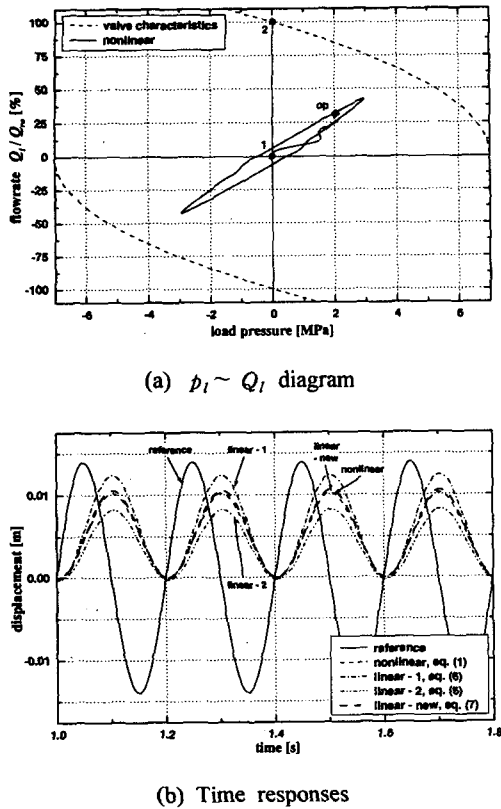 valve characteristics
nonlinear
flowrate Q_l / Q_rv [%]
100
75
50
25
0
-25
-50
-75
-100
2
op
1
-6
-4
-2
0
2
4
6
load pressure [MPa]
(a) p_l ~ Q_l diagram
displacement [m]
0.01
0.00
-0.01
reference
linear - 1
linear - new
nonlinear
linear - 2
reference
nonlinear, eq. (1)
linear - 1, eq. (6)
linear - 2, eq. (5)
linear - new, eq. (7)
1.0
1.2
1.4
1.6
1.8
time [s]
(b) Time responses